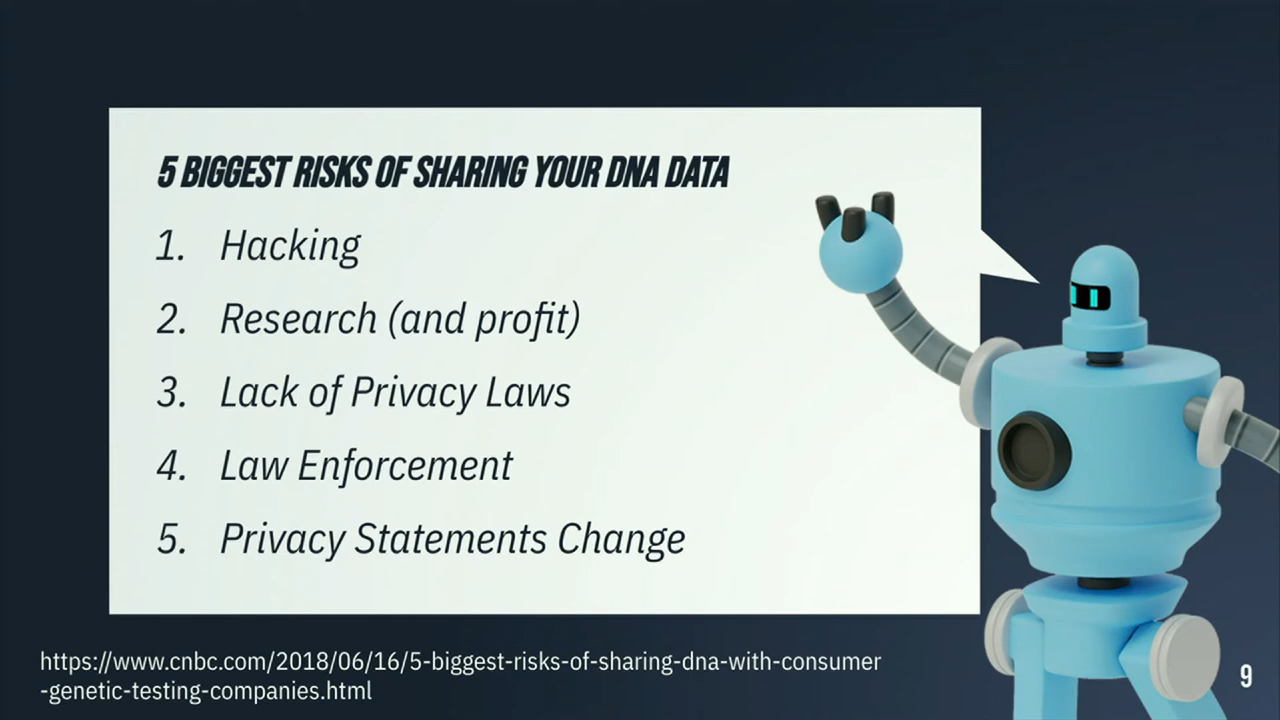 5 BIGGEST RISKS OF SHARING YOUR DNA DATA
1. Hacking
2. Research (and profit)
3. Lack of Privacy Laws
4. Law Enforcement
5. Privacy Statements Change
https://www.cnbc.com/2018/06/16/5-biggest-risks-of-sharing-dna-with-consumer
-genetic-testing-companies.html
9